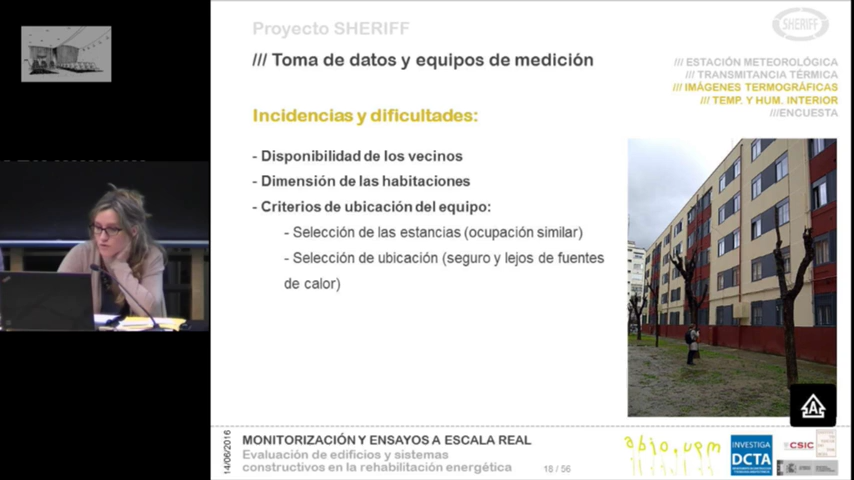 Proyecto SHERIFF
/// Toma de datos y equipos de medición
SHERIFF
/// ESTACIÓN METEOROLÓGICA
/// TRANSMITANCIA TÉRMICA
/// IMÁGENES TERMOGRÁFICAS
/// TEMP. Y HUM. INTERIOR
///ENCUESTA
Incidencias y dificultades:
- Disponibilidad de los vecinos
- Dimensión de las habitaciones
- Criterios de ubicación del equipo:
- Selección de las estancias (ocupación similar)
- Selección de ubicación (seguro y lejos de fuentes
de calor)
14/06/2016
MONITORIZACIÓN Y ENSAYOS A ESCALA REAL
Evaluación de edificios y sistemas
constructivos en la rehabilitación energética
18 / 56
abio.upm
INVESTIGA
DCTA
CSIC